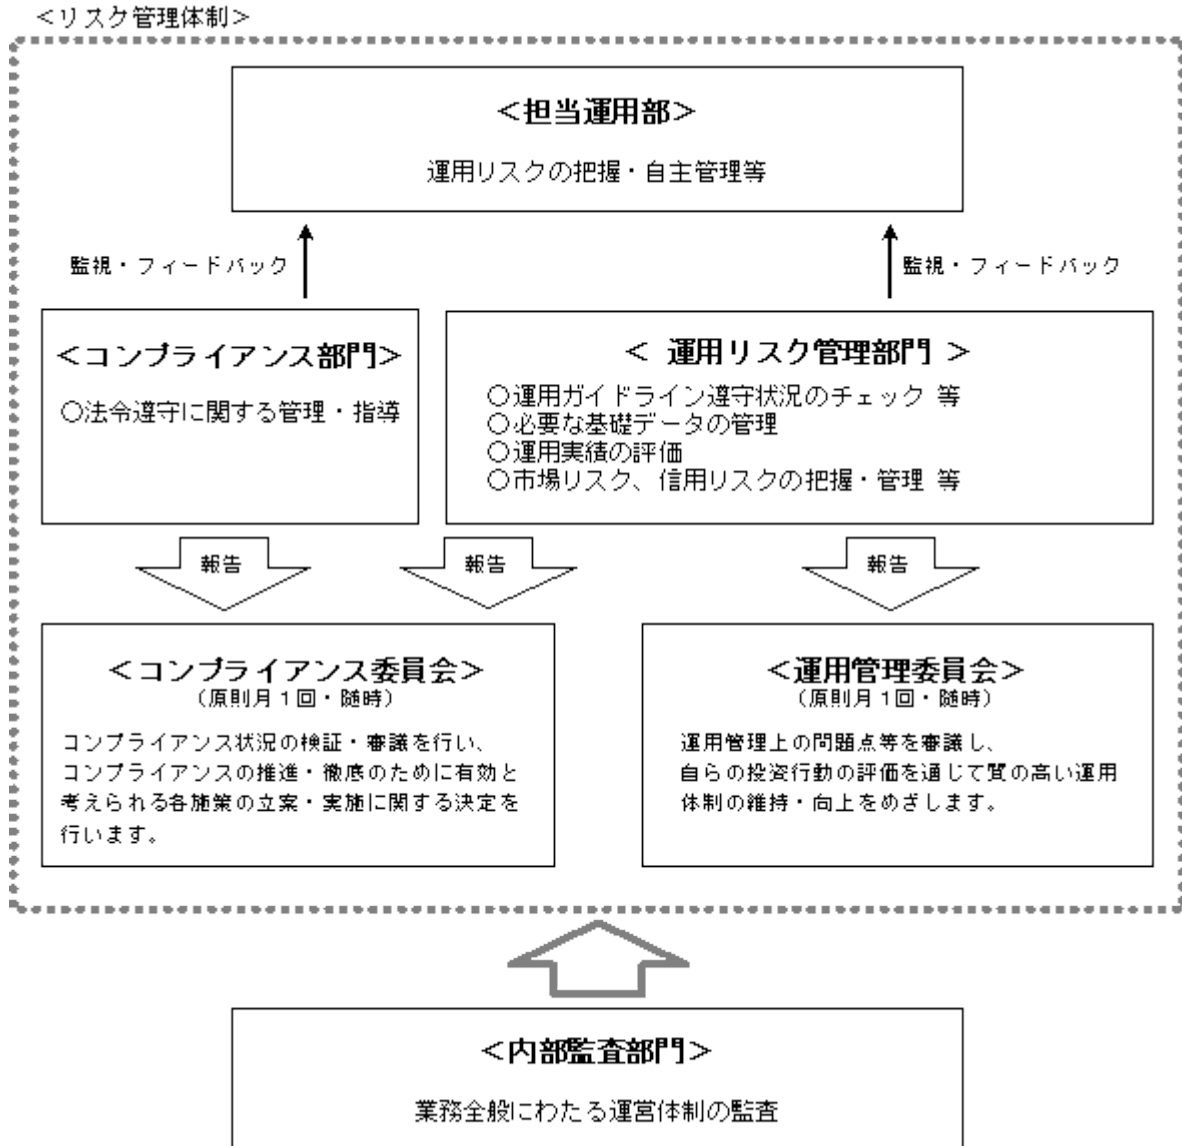 ＜リスク管理体制＞
＜担当運用部＞
運用リスクの把握・自主管理等
監視・フィードバック
監視・フィードバック
＜コンプライアンス部門＞
○法令遵守に関する管理・指導
＜ 運用リスク管理部門 ＞
○運用ガイドライン遵守状況のチェック 等
○必要な基礎データの管理
○運用実績の評価
○市場リスク、信用リスクの把握・管理 等
報告
報告
報告
＜コンプライアンス委員会＞
（原則月１回・随時）
コンプライアンス状況の検証・審議を行い、
コンプライアンスの推進・徹底のために有効と
考えられる各施策の立案・実施に関する決定を
行います。
＜運用管理委員会＞
（原則月１回・随時）
運用管理上の問題点等を審議し、
自らの投資行動の評価を通じて質の高い運用
体制の維持・向上をめざします。
＜内部監査部門＞
業務全般にわたる運営体制の監査